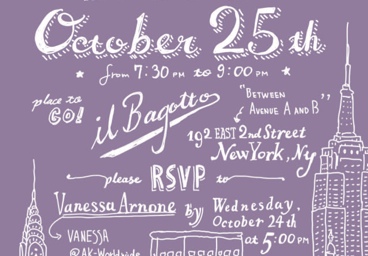 October 25th
from 7:30 PM to 9:00 PM
place to GO!
il Bagotto
"BETWEEN AVENUE A AND B"
192 EAST 2nd Street
New York, Ny
please RSVP to
Vanessa Arnone by Wednesday,
October 24th
at 5:00 PM
VANESSA
@AK-Worldwide